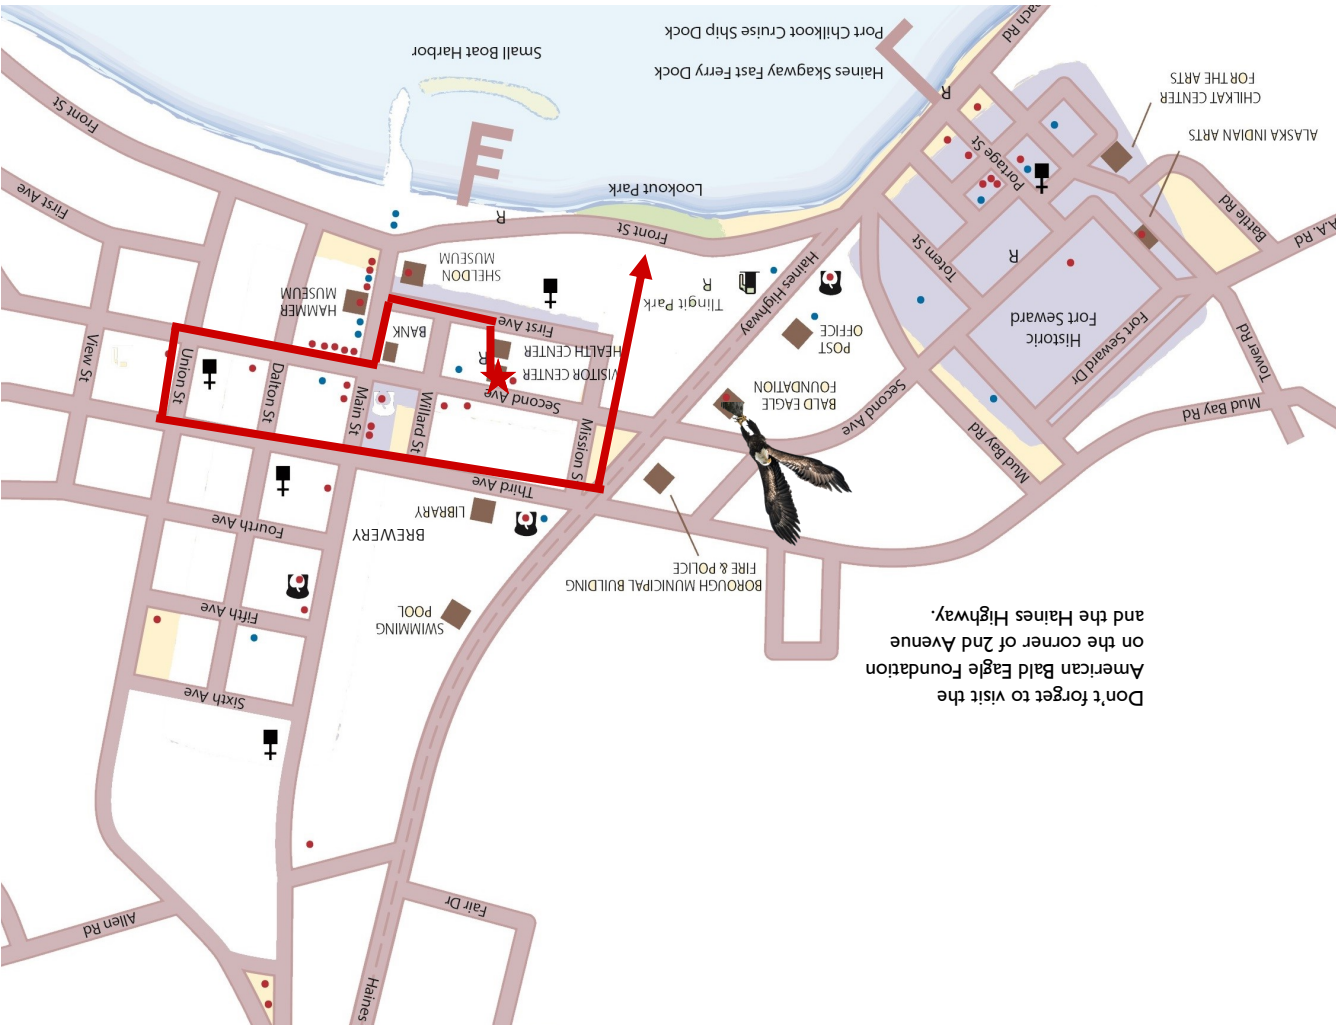 Haines
Allen Rd
Fair Dr
Sixth Ave
Don't forget to visit the
American Bald Eagle Foundation
on the corner of 2nd Avenue
and the Haines Highway.
SWIMMING
POOL
Fifth Ave
BOROUGH MUNICIPAL BUILDING
FIRE & POLICE
BREWERY
Fourth Ave
LIBRARY
Third Ave
Mud Bay Rd
Mud Bay Rd
Tower Rd
Second Ave
BALD EAGLE
FOUNDATION
Mission S
Willard St
Main St
Dalton St
Union St
View St
Second Ave
VISITOR CENTER
HEALTH CENTER
R
Fort Seward Dr
Historic
Fort Seward
POST
OFFICE
BANK
First Ave
Tlingit Park
R
Haines Highway
HAMMER
MUSEUM
SHELDON
MUSEUM
R
Totem St
.A. Rd
Battle Rd
Front St
R
First Ave
Lookout Park
Portage St
ALASKA INDIAN ARTS
CHILKAT CENTER
FOR THE ARTS
Front St
R
Haines Skagway Fast Ferry Dock
Port Chilkoot Cruise Ship Dock
Small Boat Harbor
ach Rd